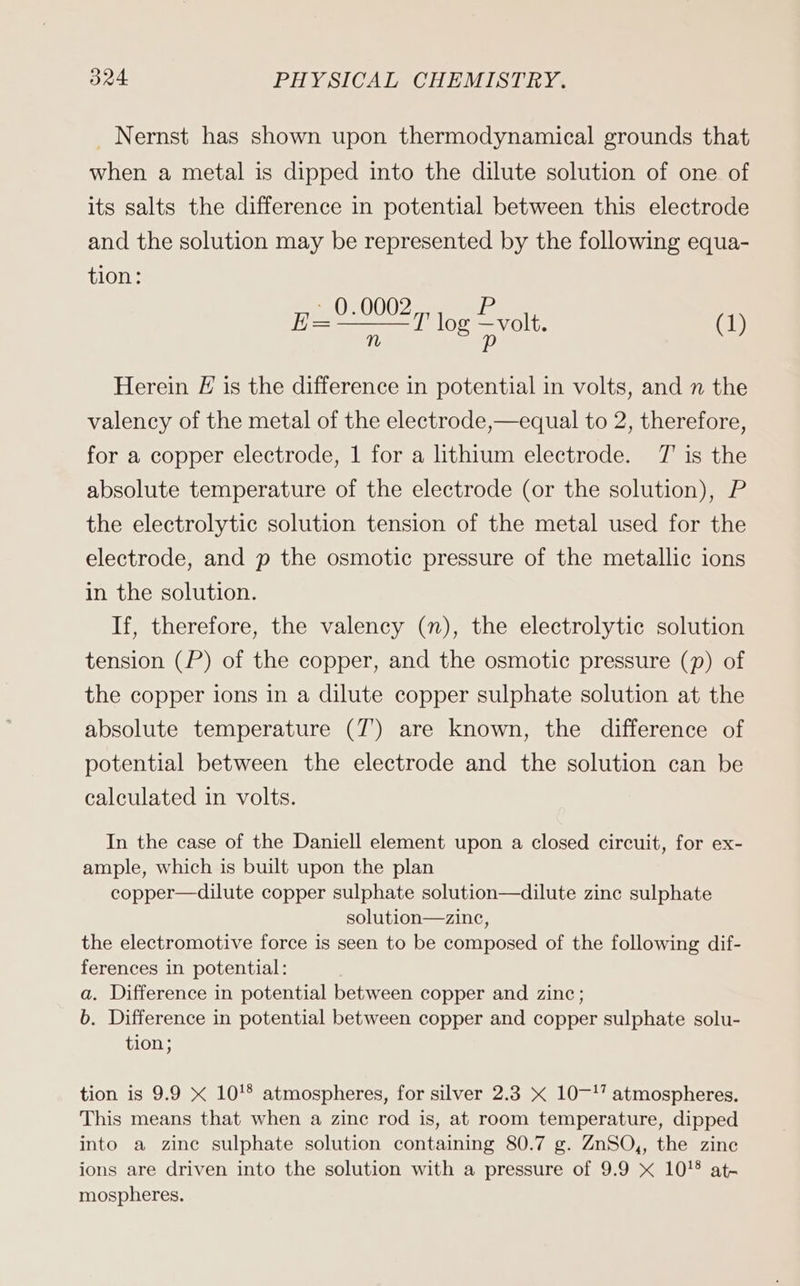 324 PHYSICAL CHEMISTRY.
Nernst has shown upon thermodynamical grounds that
when a metal is dipped into the dilute solution of one of
its salts the difference in potential between this electrode
and the solution may be represented by the following equa-
tion:
E = 0.0002/n T log P/p volt. (1)
Herein E is the difference in potential in volts, and n the
valency of the metal of the electrode,—equal to 2, therefore,
for a copper electrode, 1 for a lithium electrode. T is the
absolute temperature of the electrode (or the solution), P
the electrolytic solution tension of the metal used for the
electrode, and p the osmotic pressure of the metallic ions
in the solution.
If, therefore, the valency (n), the electrolytic solution
tension (P) of the copper, and the osmotic pressure (p) of
the copper ions in a dilute copper sulphate solution at the
absolute temperature (T) are known, the difference of
potential between the electrode and the solution can be
calculated in volts.
In the case of the Daniell element upon a closed circuit, for ex-
ample, which is built upon the plan
copper—dilute copper sulphate solution—dilute zinc sulphate
solution—zinc,
the electromotive force is seen to be composed of the following dif-
ferences in potential:
a. Difference in potential between copper and zinc;
b. Difference in potential between copper and copper sulphate solu-
tion;
tion is 9.9 × 10¹⁸ atmospheres, for silver 2.3 × 10⁻¹⁷ atmospheres.
This means that when a zinc rod is, at room temperature, dipped
into a zinc sulphate solution containing 80.7 g. ZnSO₄, the zinc
ions are driven into the solution with a pressure of 9.9 × 10¹⁸ at-
mospheres.